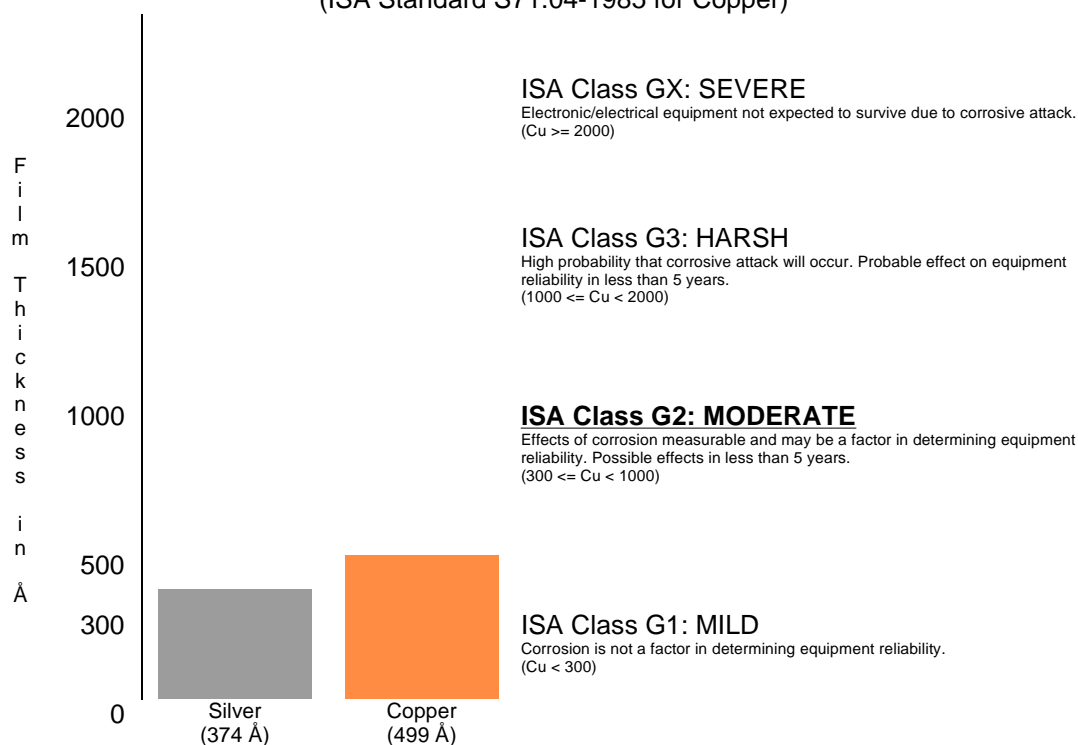 (ISA Standard S71.04-1985 for Copper)
Film Thickness in Å
2000
1500
1000
500
300
0
ISA Class GX: SEVERE
Electronic/electrical equipment not expected to survive due to corrosive attack.
(Cu >= 2000)
ISA Class G3: HARSH
High probability that corrosive attack will occur. Probable effect on equipment
reliability in less than 5 years.
(1000 <= Cu < 2000)
ISA Class G2: MODERATE
Effects of corrosion measurable and may be a factor in determining equipment
reliability. Possible effects in less than 5 years.
(300 <= Cu < 1000)
ISA Class G1: MILD
Corrosion is not a factor in determining equipment reliability.
(Cu < 300)
Silver
(374 Å)
Copper
(499 Å)